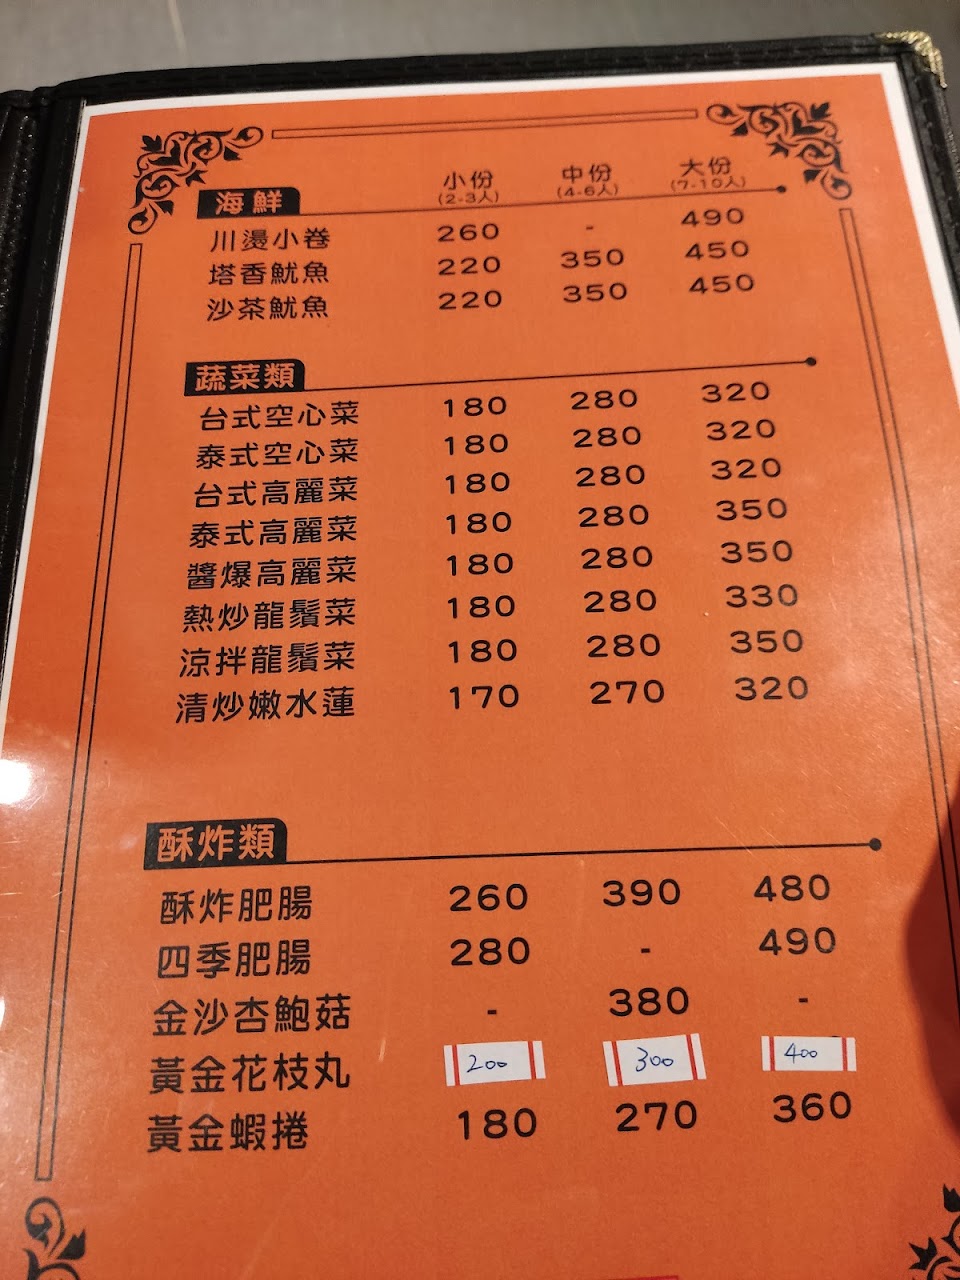 小份 中份 大份
(2-3人) (4-6人) (7-10人)
海鮮
川燙小卷 260 - 490
塔香魷魚 220 350 450
沙茶魷魚 220 350 450
蔬菜類
台式空心菜 180 280 320
泰式空心菜 180 280 320
台式高麗菜 180 280 320
泰式高麗菜 180 280 350
醬爆高麗菜 180 280 350
熱炒龍鬚菜 180 280 330
涼拌龍鬚菜 180 280 350
清炒嫩水蓮 170 270 320
酥炸類
酥炸肥腸 260 390 480
四季肥腸 280 - 490
金沙杏鮑菇 - 380 -
黃金花枝丸 200 300 400
黃金蝦捲 180 270 360